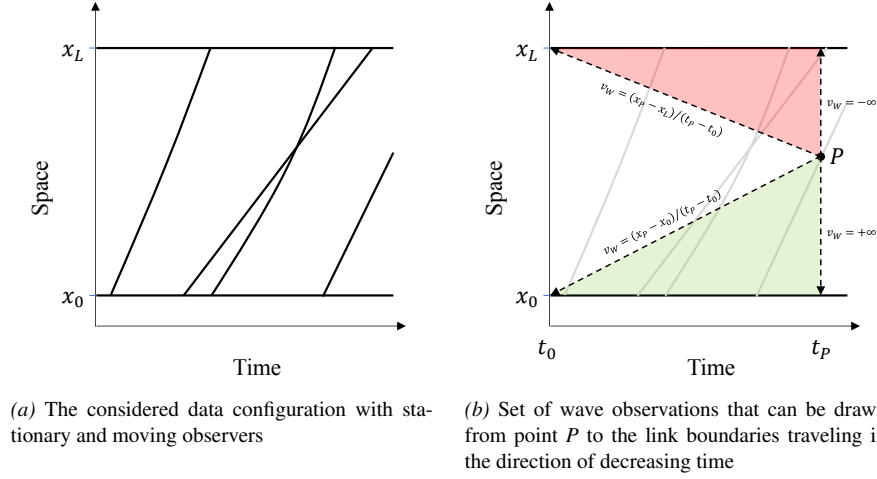 x_L
Space
x_0
Time
(a) The considered data configuration with sta-
tionary and moving observers
x_L
v_W = (x_P − x_L)/(t_P − t_0)
v_W = −∞
P
Space
v_W = (x_P − x_0)/(t_P − t_0)
v_W = +∞
x_0
t_0
Time
t_P
(b) Set of wave observations that can be draw
from point P to the link boundaries traveling i
the direction of decreasing time